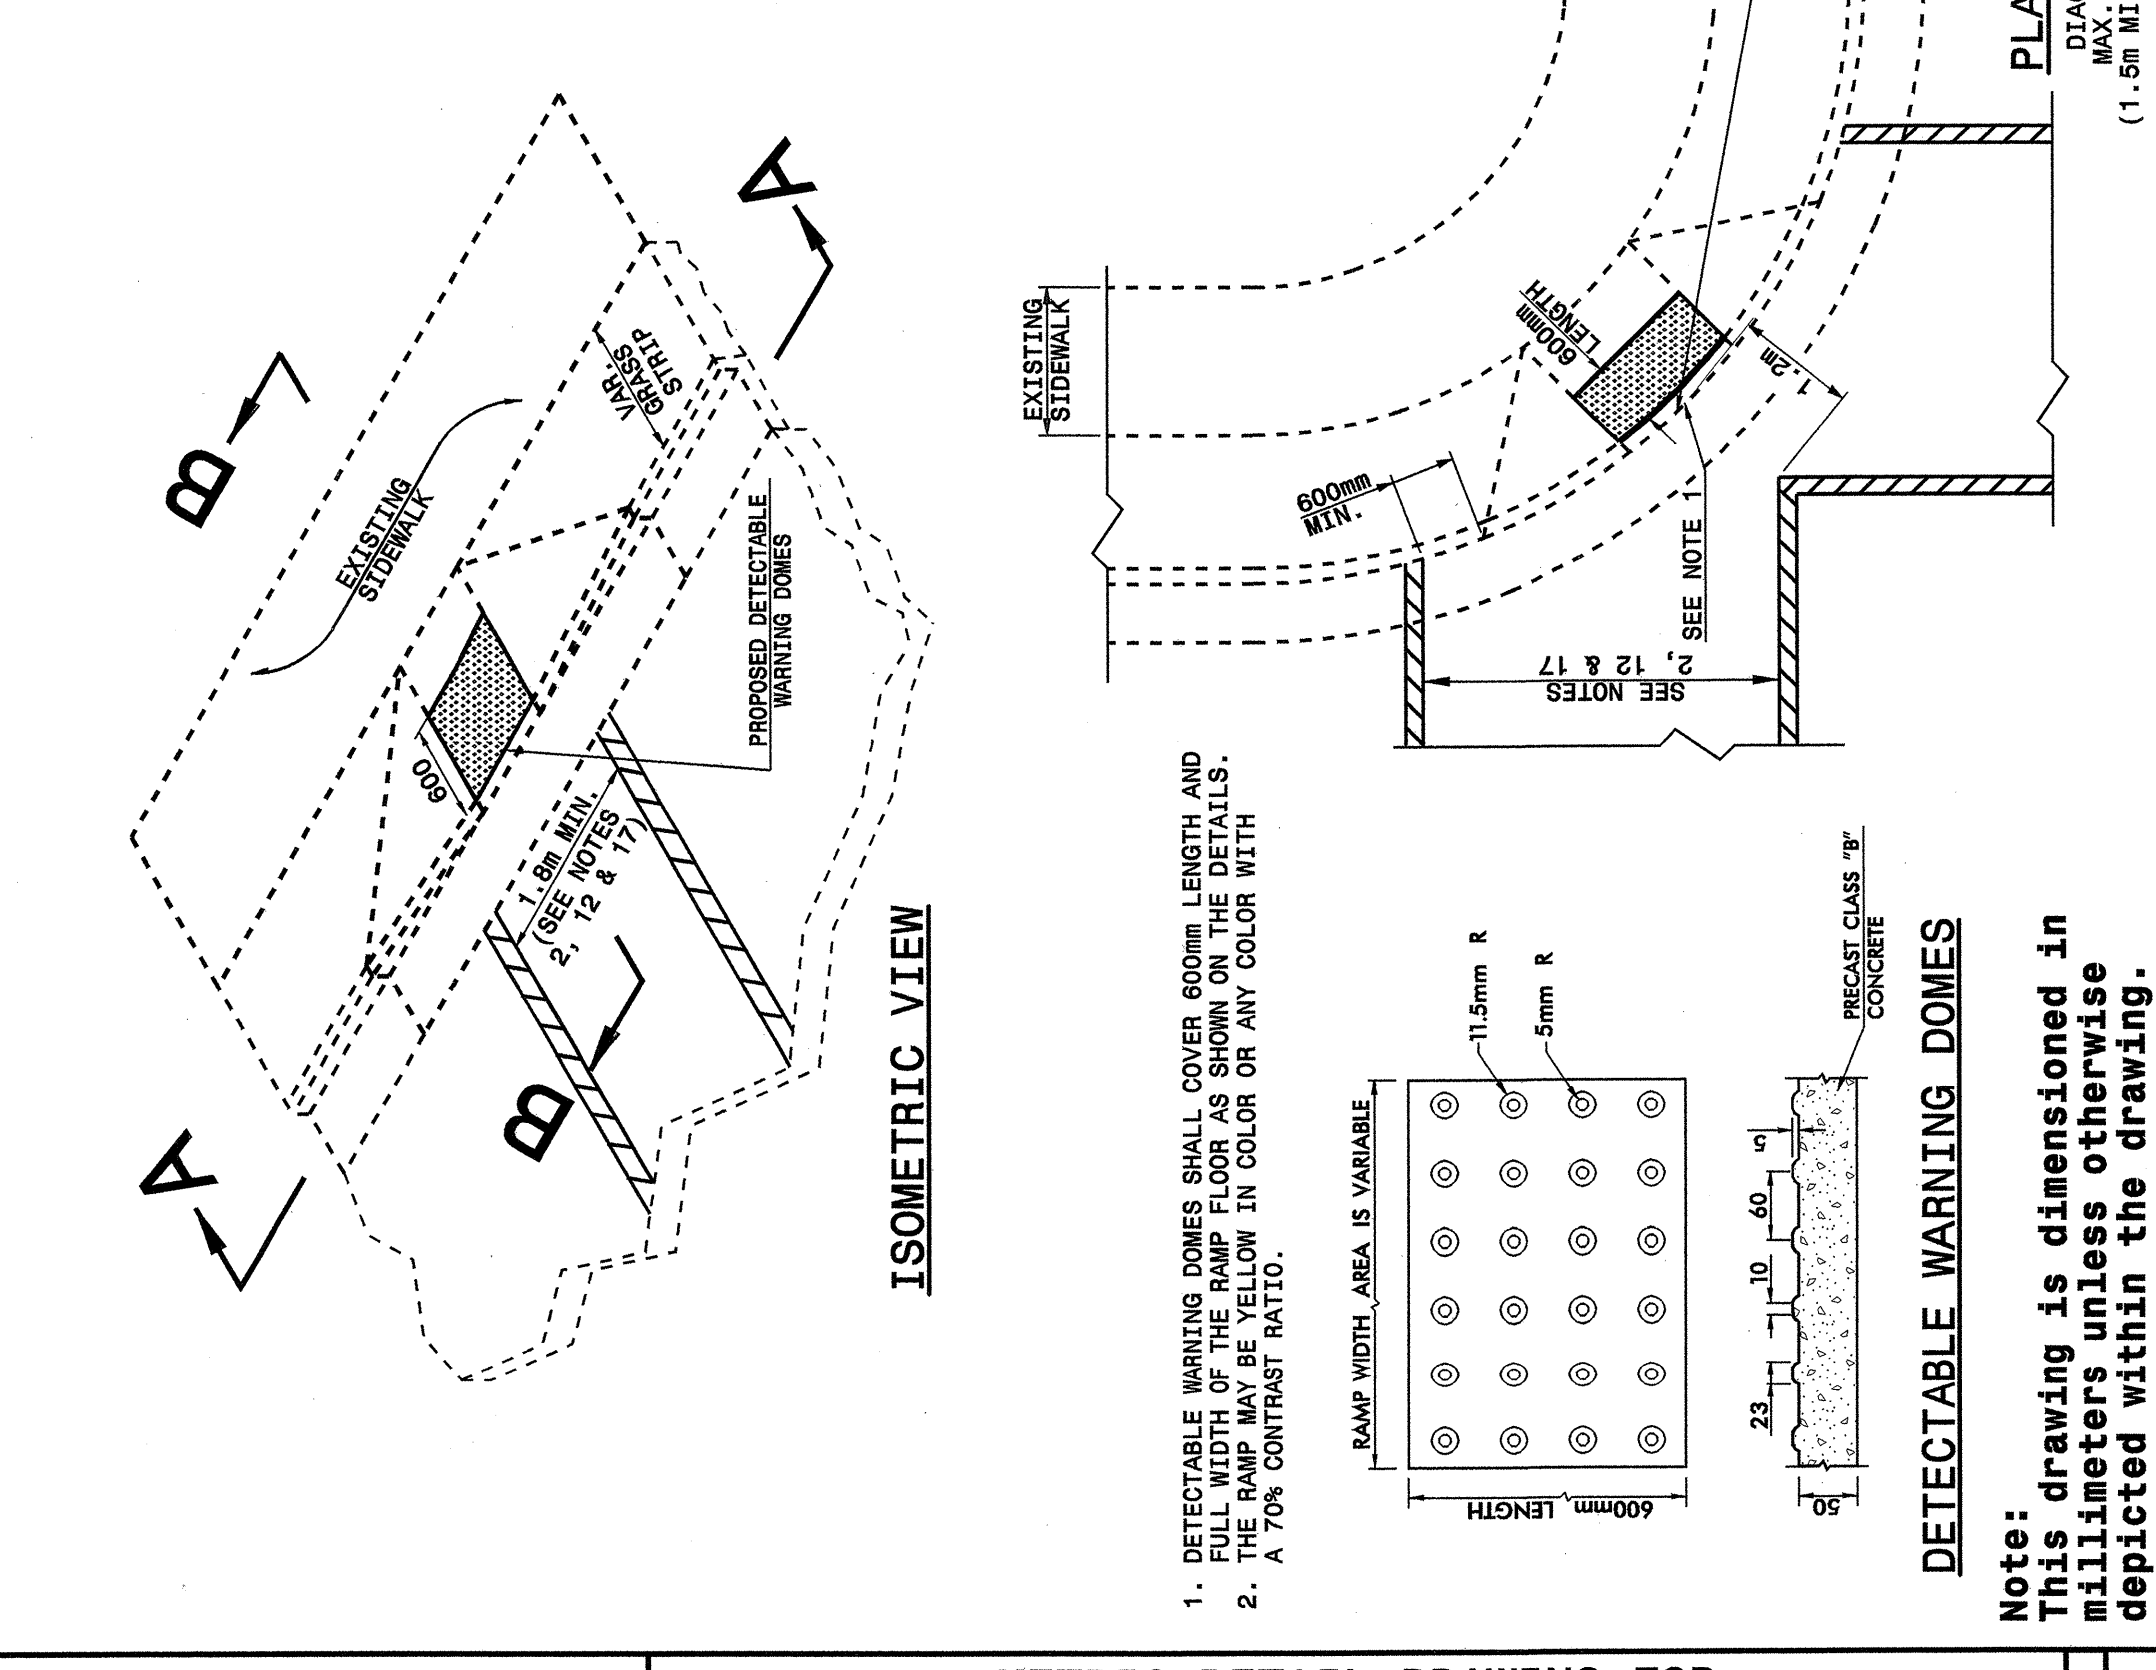 B
A
EXISTING
SIDEWALK
VAR.
GRASS
STRIP
600
PROPOSED DETECTABLE
WARNING DOMES
1.8m MIN.
(SEE NOTES
2, 12 & 17)
A
B
ISOMETRIC VIEW
1. DETECTABLE WARNING DOMES SHALL COVER 600mm LENGTH AND
FULL WIDTH OF THE RAMP FLOOR AS SHOWN ON THE DETAILS.
2. THE RAMP MAY BE YELLOW IN COLOR OR ANY COLOR WITH
A 70% CONTRAST RATIO.
RAMP WIDTH AREA IS VARIABLE
600mm LENGTH
11.5mm R
5mm R
23
10
60
5
50
PRECAST CLASS "B"
CONCRETE
DETECTABLE WARNING DOMES
Note:
This drawing is dimensioned in
millimeters unless otherwise
depicted within the drawing.
EXISTING
SIDEWALK
600mm
MIN.
600mm
LENGTH
1.2m
SEE NOTE 1
SEE NOTES
2, 12 & 17